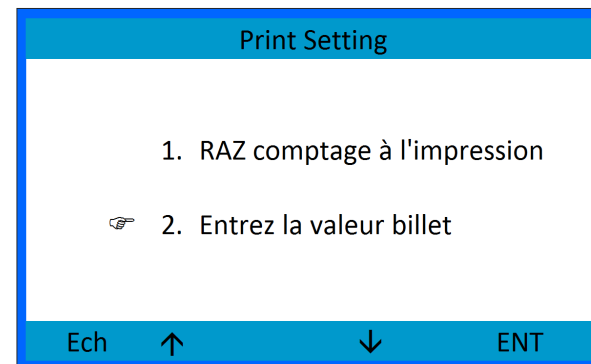 Print Setting
1. RAZ comptage à l'impression
☞ 2. Entrez la valeur billet
Ech ↑ ↓ ENT